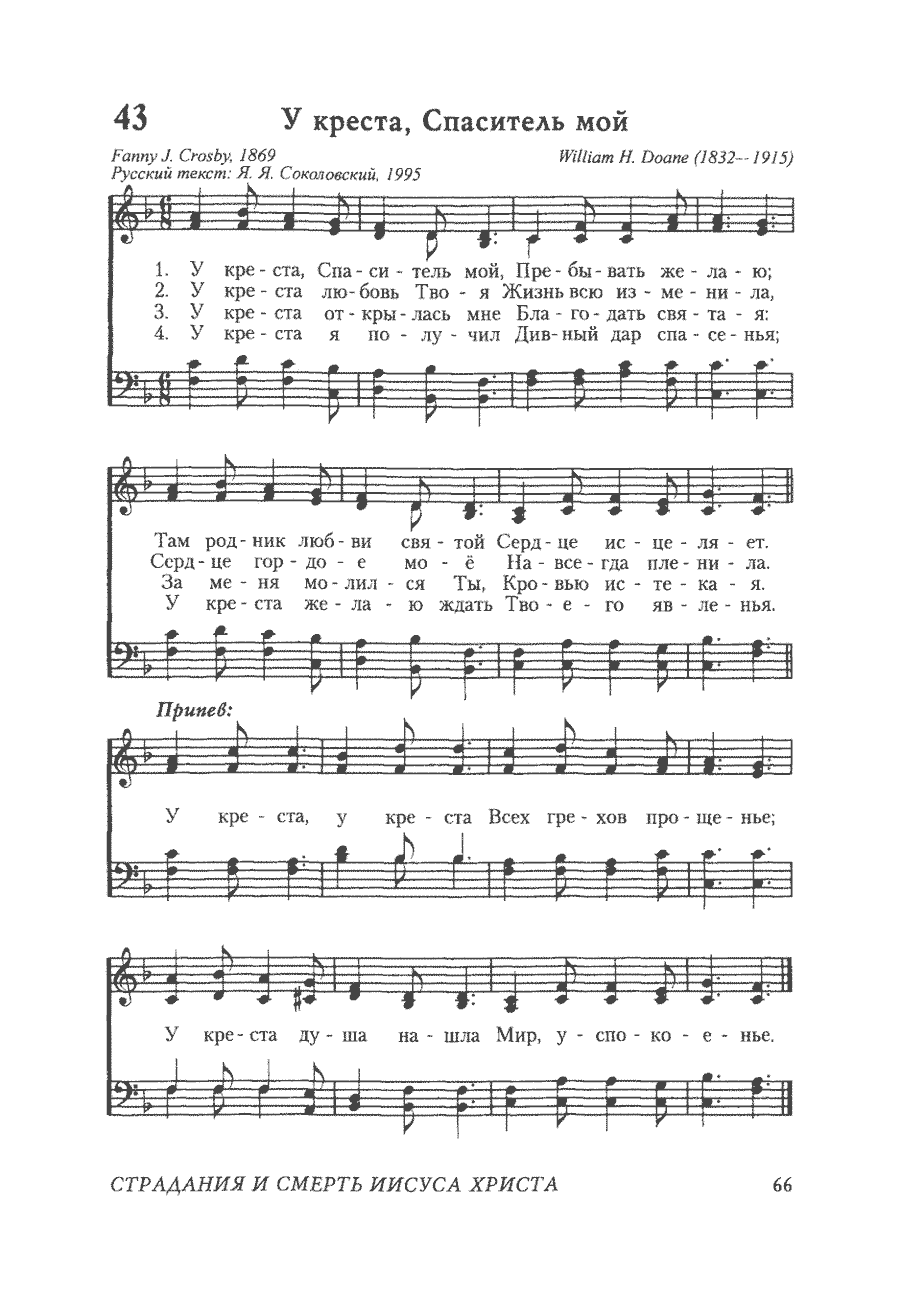 43 У креста, Спаситель мой
Fanny J. Crosby, 1869 William H. Doane (1832–1915)
Русский текст: Я. Я. Соколовский, 1995
1. У кре - ста, Спа - си - тель мой, Пре - бы - вать же - ла - ю;
2. У кре - ста лю - бовь Тво - я Жизнь всю из - ме - ни - ла,
3. У кре - ста от - кры - лась мне Бла - го - дать свя - та - я:
4. У кре - ста я по - лу - чил Див - ный дар спа - се - нья;
Там род - ник люб - ви свя - той Серд - це ис - це - ля - ет.
Серд - це гор - до - е мо - ё На - все - гда пле - ни - ла.
За ме - ня мо - лил - ся Ты, Кро - вью ис - те - ка - я.
У кре - ста же - ла - ю ждать Тво - е - го яв - ле - нья.
Припев:
У кре - ста, у кре - ста Всех гре - хов про - ще - нье;
У кре - ста ду - ша на - шла Мир, у - спо - ко - е - нье.
СТРАДАНИЯ И СМЕРТЬ ИИСУСА ХРИСТА 66